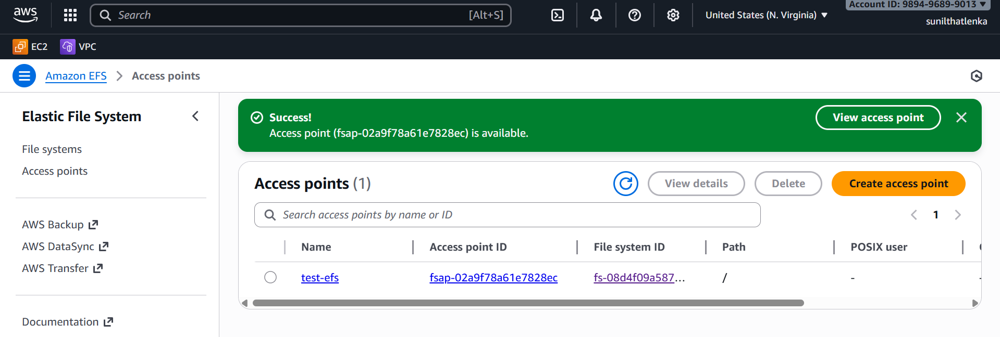 aws
Search
[Alt+S]
United States (N. Virginia)
Account ID: 9894-9689-9013
sunilthatlenka
EC2
VPC
Amazon EFS
Access points
Elastic File System
File systems
Access points
AWS Backup
AWS DataSync
AWS Transfer
Documentation
Success!
Access point (fsap-02a9f78a61e7828ec) is available.
View access point
Access points (1)
View details
Delete
Create access point
Search access points by name or ID
1
Name
Access point ID
File system ID
Path
POSIX user
test-efs
fsap-02a9f78a61e7828ec
fs-08d4f09a587...
/
-